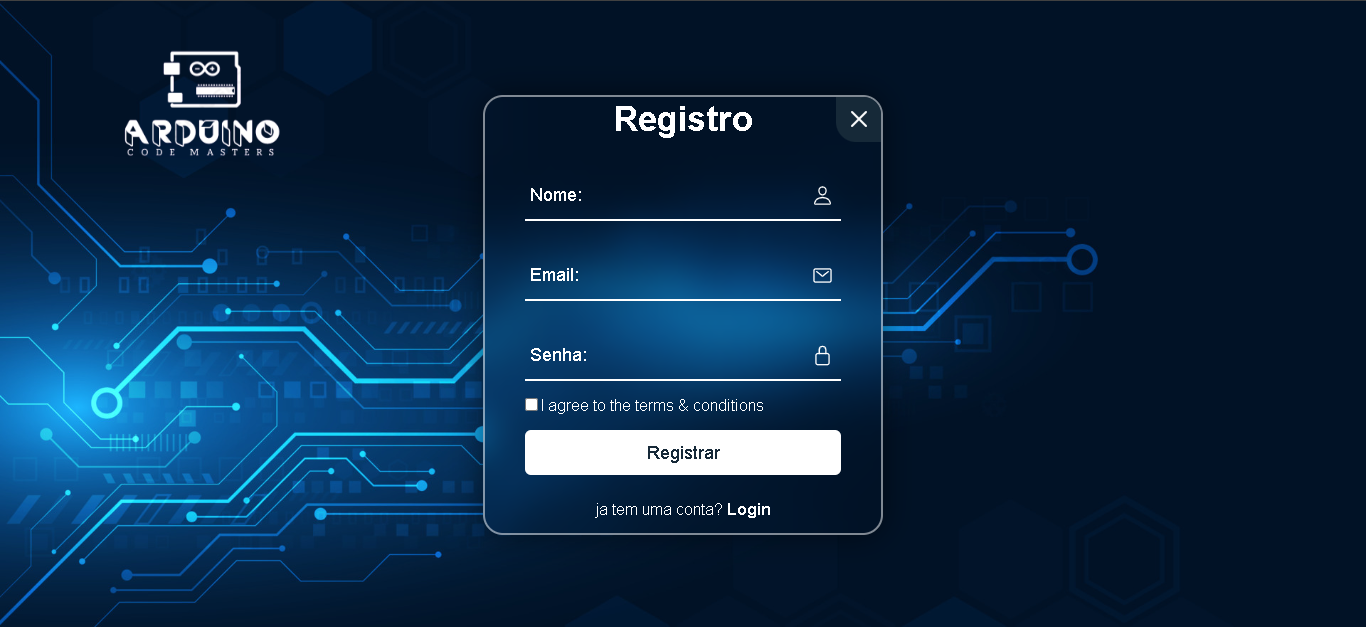 ARDUINO
CODE MASTERS
Registro
Nome:
Email:
Senha:
I agree to the terms & conditions
Registrar
ja tem uma conta? Login